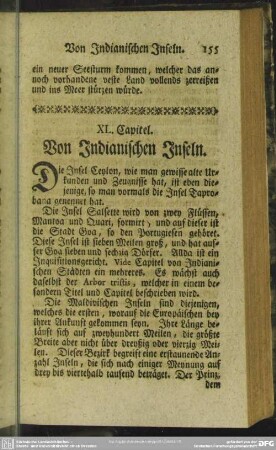 Von Indianischen Inseln. 155
ein neuer Seesturm kommen, welcher das an-
noch vorhandene veste Land vollends zerreißen
und ins Meer stürzen würde.
XI. Capitel.
Von Indianischen Inseln.
Die Insel Ceylon, wie man gewisse alte Ur-
kunden und Zeugnisse hat, ist eben die-
jenige, so man vormals die Insel Tapro-
bana genennet hat.
Die Insel Salsette wird von zwey Flüssen,
Mantoa und Quari, formirt, und auf dieser ist
die Stadt Goa, so den Portugiesen gehöret.
Diese Insel ist sieben Meilen groß, und hat aus-
ser Goa sieben und sechzig Dörfer. Allda ist ein
Inquisitionsgericht. Vide Capitel von Indiani-
schen Städten ein mehreres. Es wächst auch
daselbst der Arbor tristis, welcher in einem be-
sondern Titel und Capitel beschrieben wird.
Die Maldivischen Inseln sind diejenigen,
welches die ersten, worauf die Europäischen bey
ihrer Ankunft gekommen seyn. Ihre Länge be-
läuft sich auf zweyhundert Meilen, die größte
Breite aber nicht über dreyßig oder vierzig Mei-
len. Dieser Bezirk begreift eine erstaunende An-
zahl Inseln, die sich nach einiger Meynung auf
drey bis viertehalb tausend beträget. Der Prinz,
dem